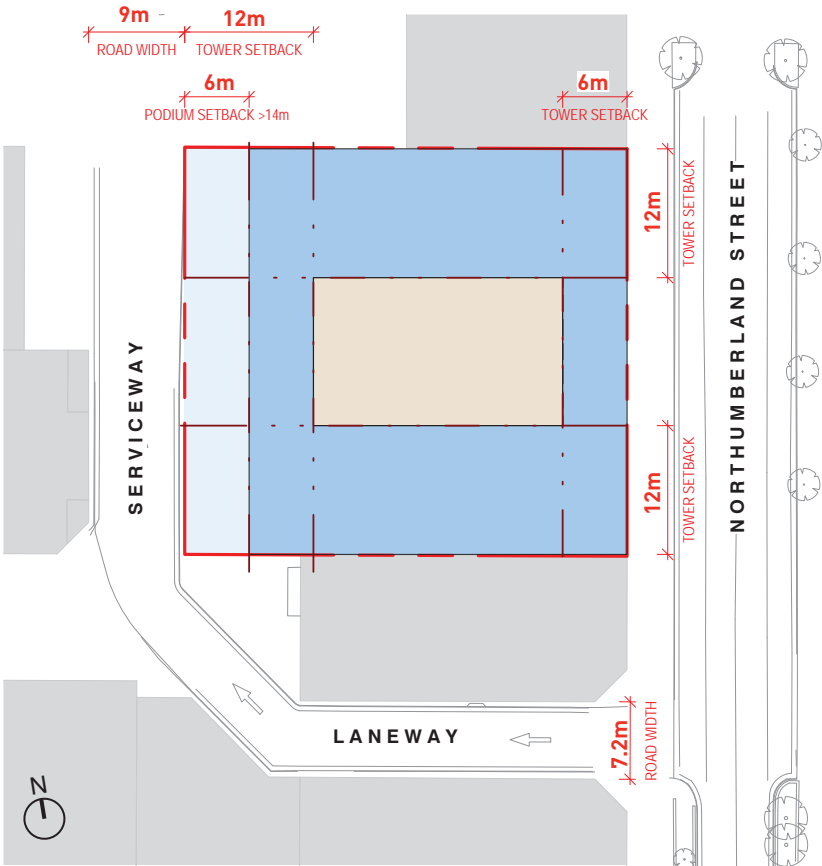 9m
12m
ROAD WIDTH
TOWER SETBACK
6m
6m
PODIUM SETBACK >14m
TOWER SETBACK
12m
TOWER SETBACK
NORTHUMBERLAND STREET
SERVICEWAY
12m
TOWER SETBACK
7.2m
ROAD WIDTH
LANEWAY
N